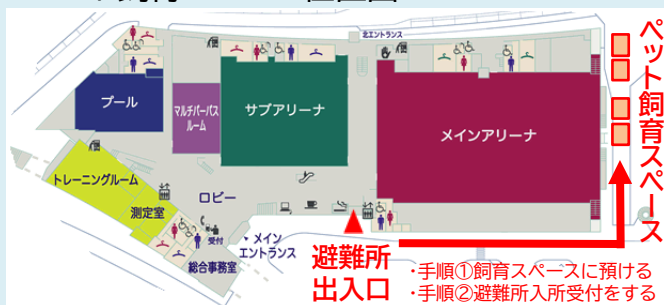 北エントランス
プール
マルチパーパス
ルーム
サブアリーナ
メインアリーナ
ペット飼育スペース
トレーニングルーム
測定室
ロビー
受付
総合事務室
メイン
エントランス
避難所
出入口
・手順①飼育スペースに預ける
・手順②避難所入所受付をする